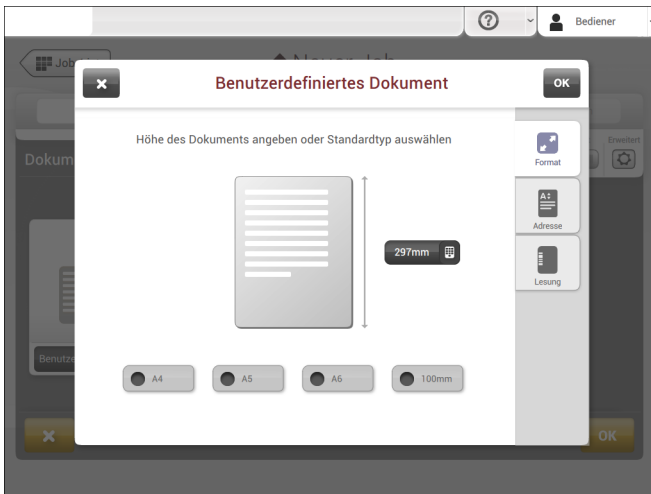 Bediener
Neuer Job
Benutzerdefiniertes Dokument
OK
Höhe des Dokuments angeben oder Standardtyp auswählen
Format
Erweitert
Adresse
297mm
Lesung
A4
A5
A6
100mm
OK